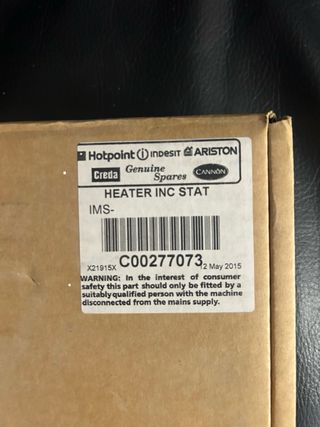 Hotpoint indesit ARISTON
Creda Genuine Spares CANNON
HEATER INC STAT
IMS-
X21915X C00277073 2 May 2015
WARNING: In the interest of consumer
safety this part should only be fitted by a
suitably qualified person with the machine
disconnected from the mains supply.